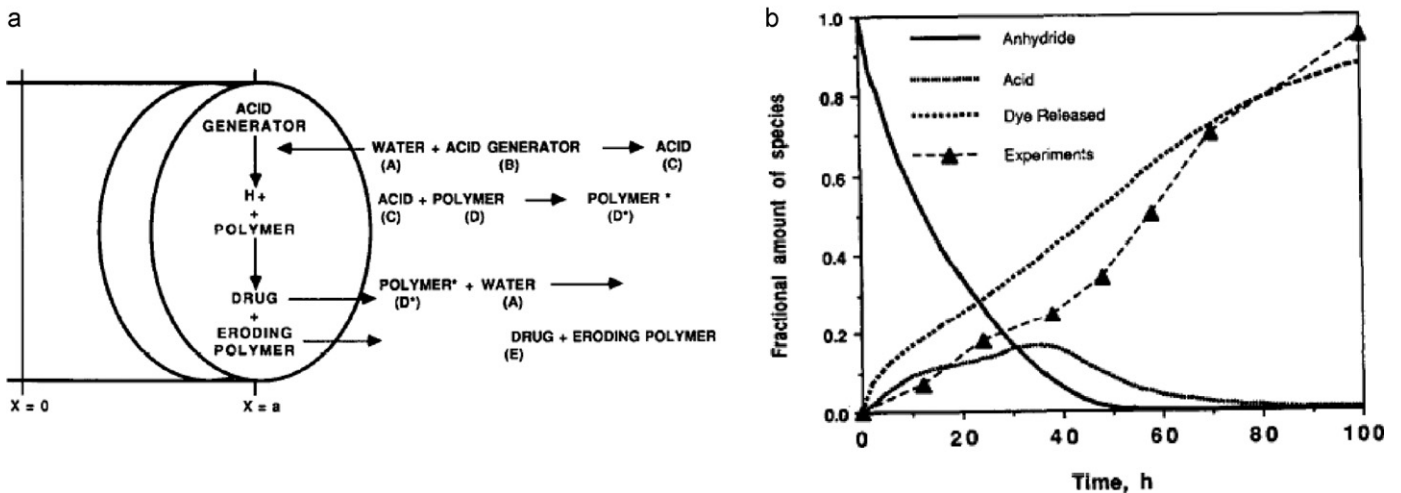 a
ACID
GENERATOR
H+
+
POLYMER
DRUG
+
ERODING
POLYMER
WATER + ACID GENERATOR
ACID
(A)
(B)
(C)
ACID + POLYMER
POLYMER *
(C)
(D)
(D*)
POLYMER* + WATER
(D*)
(A)
DRUG + ERODING POLYMER
(E)
X = 0
X = a
b
Fractional amount of species
1.0
0.8
0.6
0.4
0.2
0.0
Anhydride
Acid
Dye Released
Experiments
0
20
40
60
80
100
Time, h